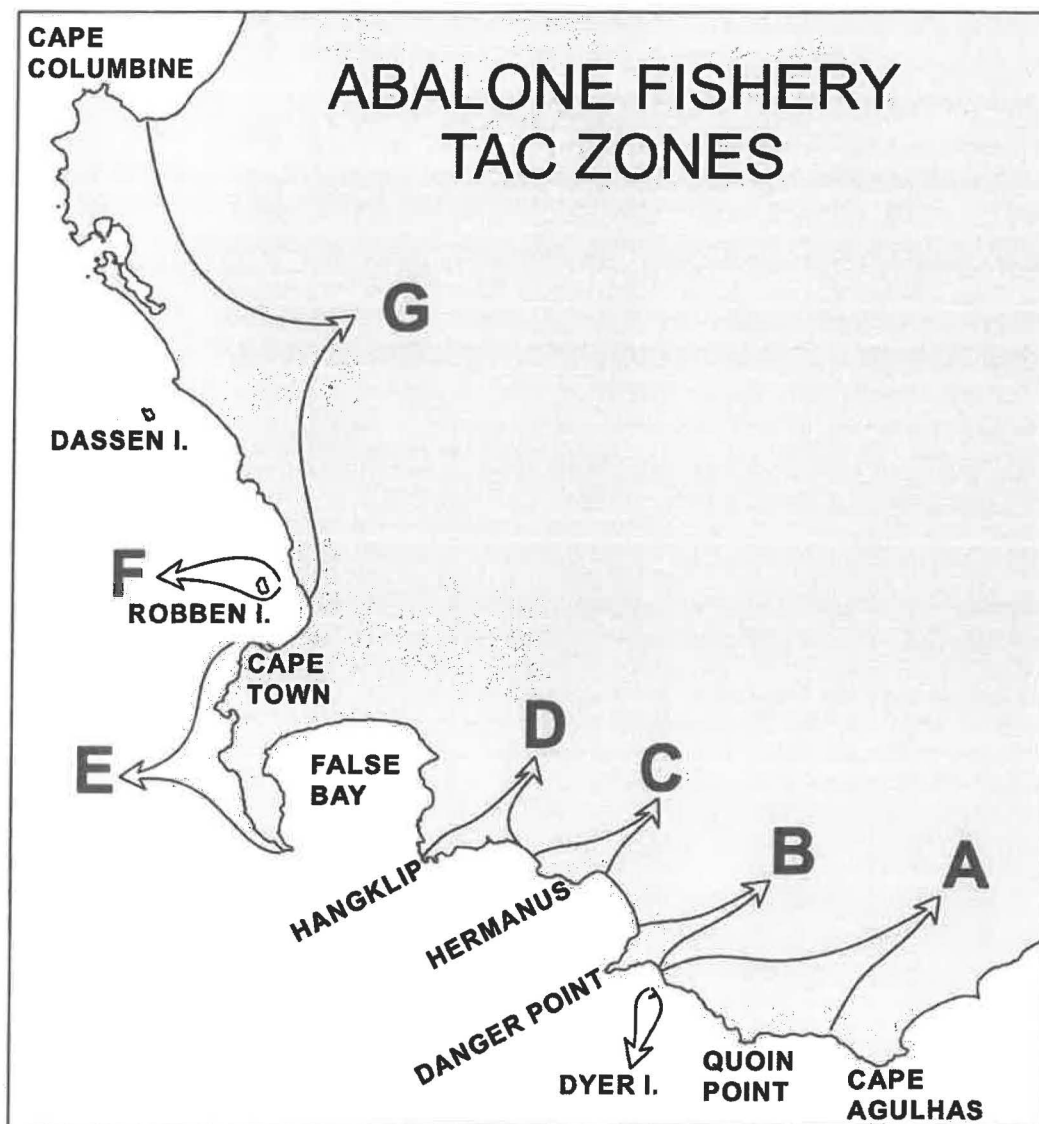 CAPE
COLUMBINE
ABALONE FISHERY
TAC ZONES
G
DASSEN I.
F
ROBBEN I.
CAPE
TOWN
E
FALSE
BAY
D
C
B
A
HANGKLIP
HERMANUS
DANGER POINT
DYER I.
QUOIN
POINT
CAPE
AGULHAS